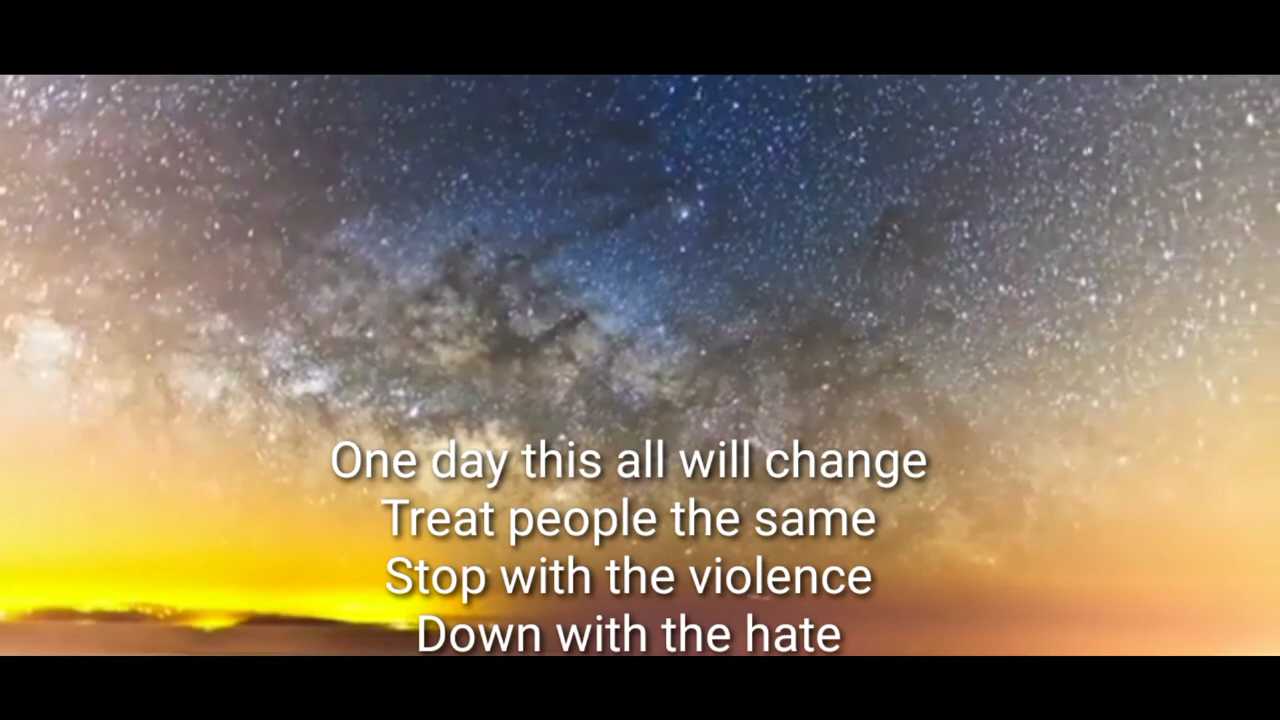 One day this all will change
Treat people the same
Stop with the violence
Down with the hate